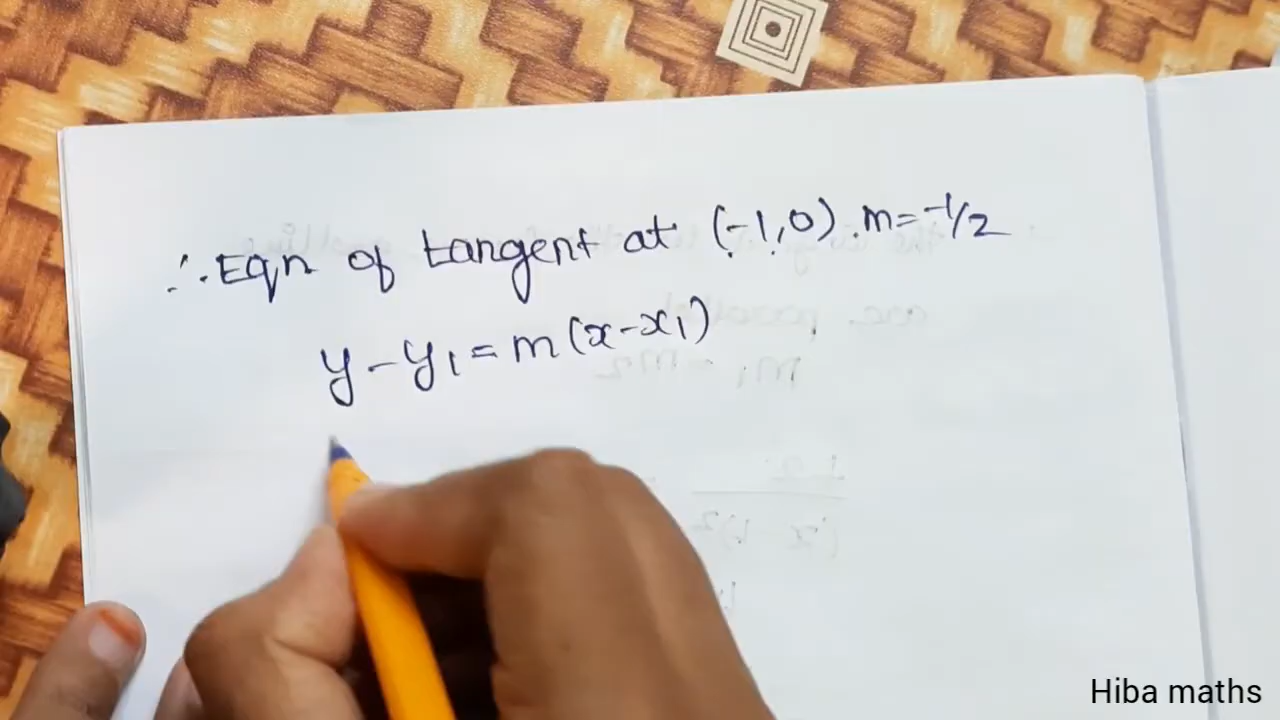 ∴ Eqn of tangent at (-1,0). m = -1/2
y - y₁ = m(x - x₁)
Hiba maths